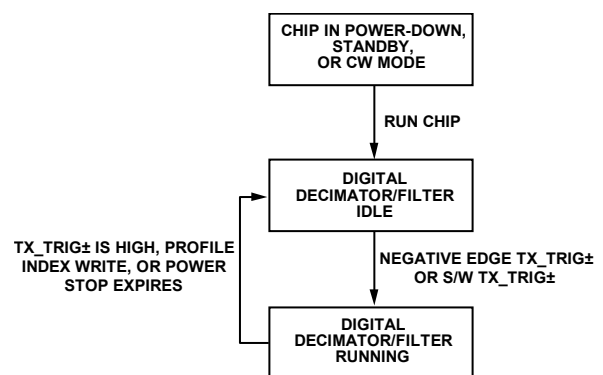 CHIP IN POWER-DOWN,
STANDBY,
OR CW MODE
RUN CHIP
DIGITAL
DECIMATOR/FILTER
IDLE
TX_TRIG± IS HIGH, PROFILE
INDEX WRITE, OR POWER
STOP EXPIRES
NEGATIVE EDGE TX_TRIG±
OR S/W TX_TRIG±
DIGITAL
DECIMATOR/FILTER
RUNNING